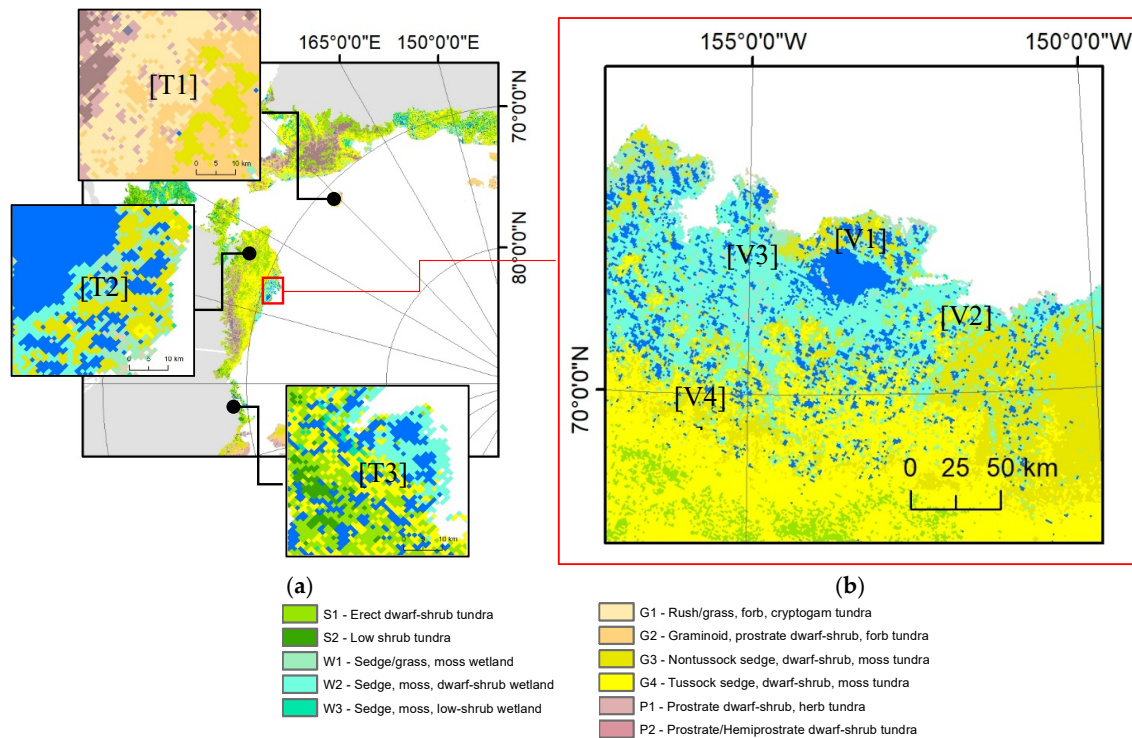 165°0'0"E
150°0'0"E
70°0'0"N
80°0'0"N
[T1]
0 5 10 km
[T2]
0 5 10 km
[T3]
0 5 10 km
155°0'0"W
150°0'0"W
70°0'0"N
[V1]
[V3]
[V2]
[V4]
0 25 50 km
(a)
S1 - Erect dwarf-shrub tundra
S2 - Low shrub tundra
W1 - Sedge/grass, moss wetland
W2 - Sedge, moss, dwarf-shrub wetland
W3 - Sedge, moss, low-shrub wetland
(b)
G1 - Rush/grass, forb, cryptogam tundra
G2 - Graminoid, prostrate dwarf-shrub, forb tundra
G3 - Nontussock sedge, dwarf-shrub, moss tundra
G4 - Tussock sedge, dwarf-shrub, moss tundra
P1 - Prostrate dwarf-shrub, herb tundra
P2 - Prostrate/Hemiprostrate dwarf-shrub tundra